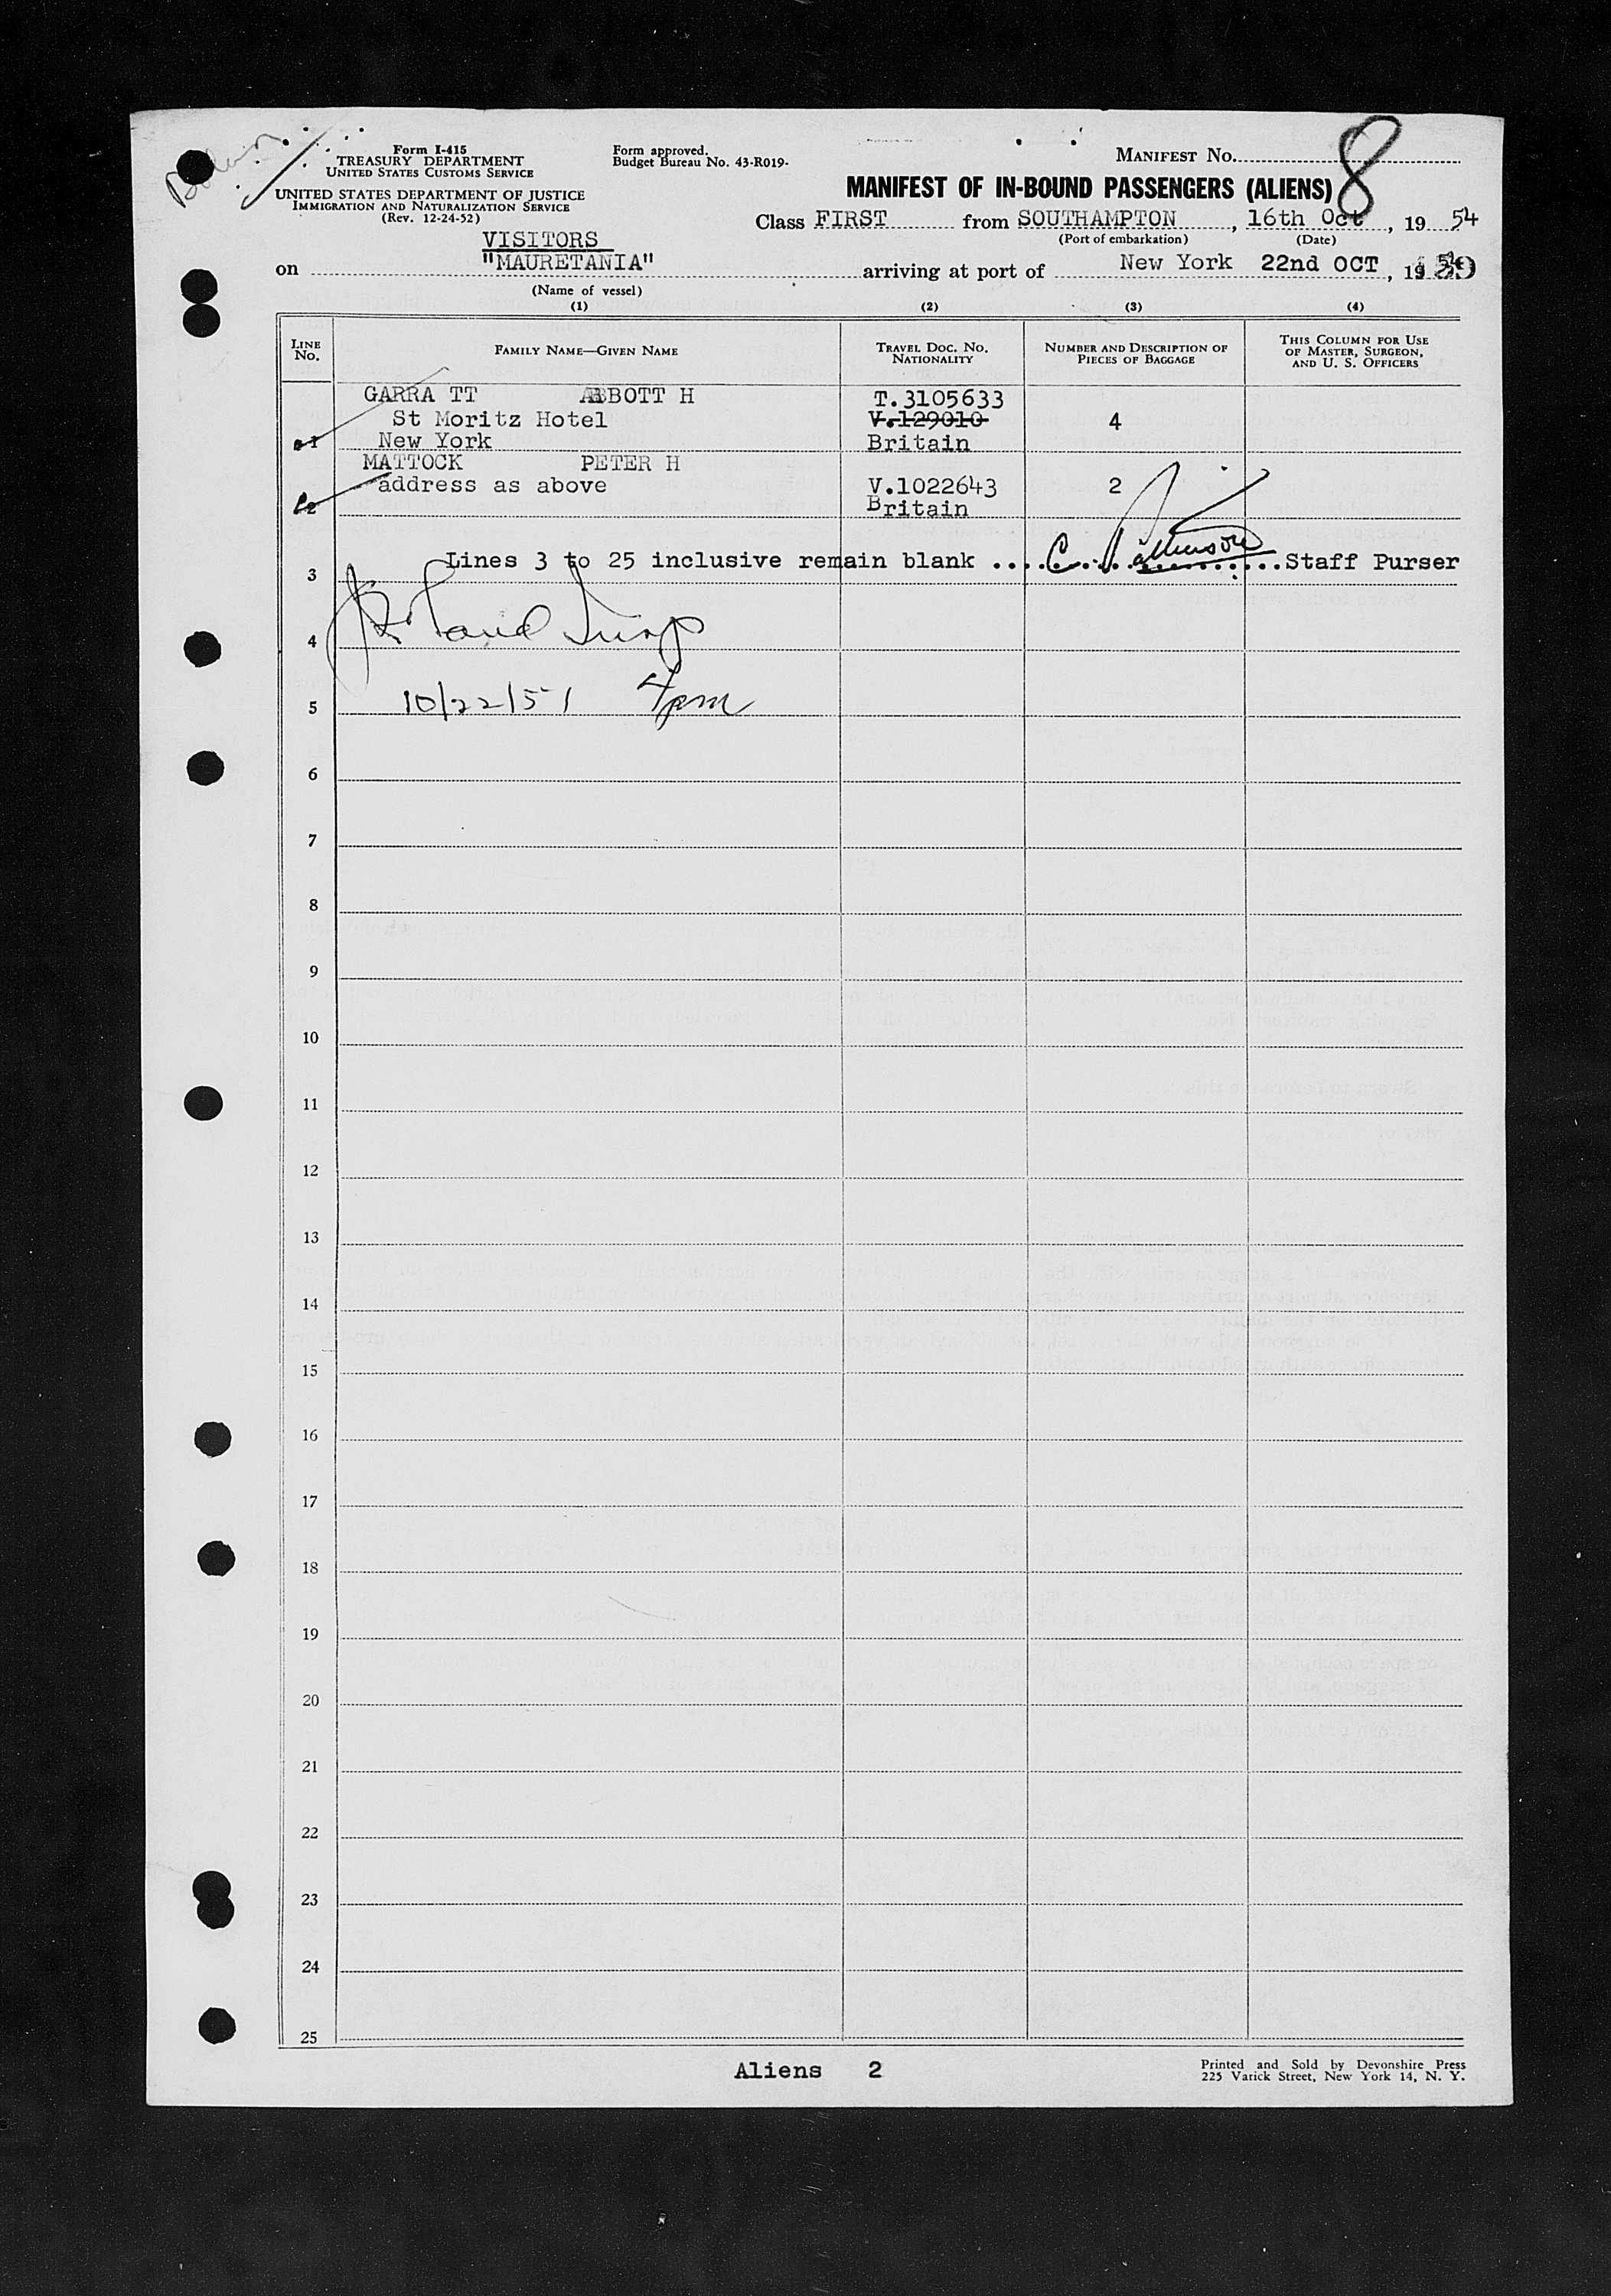 Form I-415
TREASURY DEPARTMENT
UNITED STATES CUSTOMS SERVICE
UNITED STATES DEPARTMENT OF JUSTICE
IMMIGRATION AND NATURALIZATION SERVICE
(Rev. 12-24-52)
Form approved.
Budget Bureau No. 43-R019-
MANIFEST No.
8
MANIFEST OF IN-BOUND PASSENGERS (ALIENS)
Class FIRST from SOUTHAMPTON, 16th Oct, 19 54
(Port of embarkation) (Date)
VISITORS
on "MAURETANIA" arriving at port of New York 22nd OCT, 19
(Name of vessel)
(1) (2) (3) (4)
LINE No. FAMILY NAME—GIVEN NAME TRAVEL DOC. NO. NATIONALITY NUMBER AND DESCRIPTION OF PIECES OF BAGGAGE THIS COLUMN FOR USE OF MASTER, SURGEON, AND U. S. OFFICERS
GARRA TT ABBOTT H T.3105633
St Moritz Hotel V.129010 4
1 New York Britain
MATTOCK PETER H
address as above V.1022643 2
2 Britain
Lines 3 to 25 inclusive remain blank .... Staff Purser
3
4
5 10/22/51 4pm
6
7
8
9
10
11
12
13
14
15
16
17
18
19
20
21
22
23
24
25
Aliens 2
Printed and Sold by Devonshire Press
225 Varick Street, New York 14, N. Y.